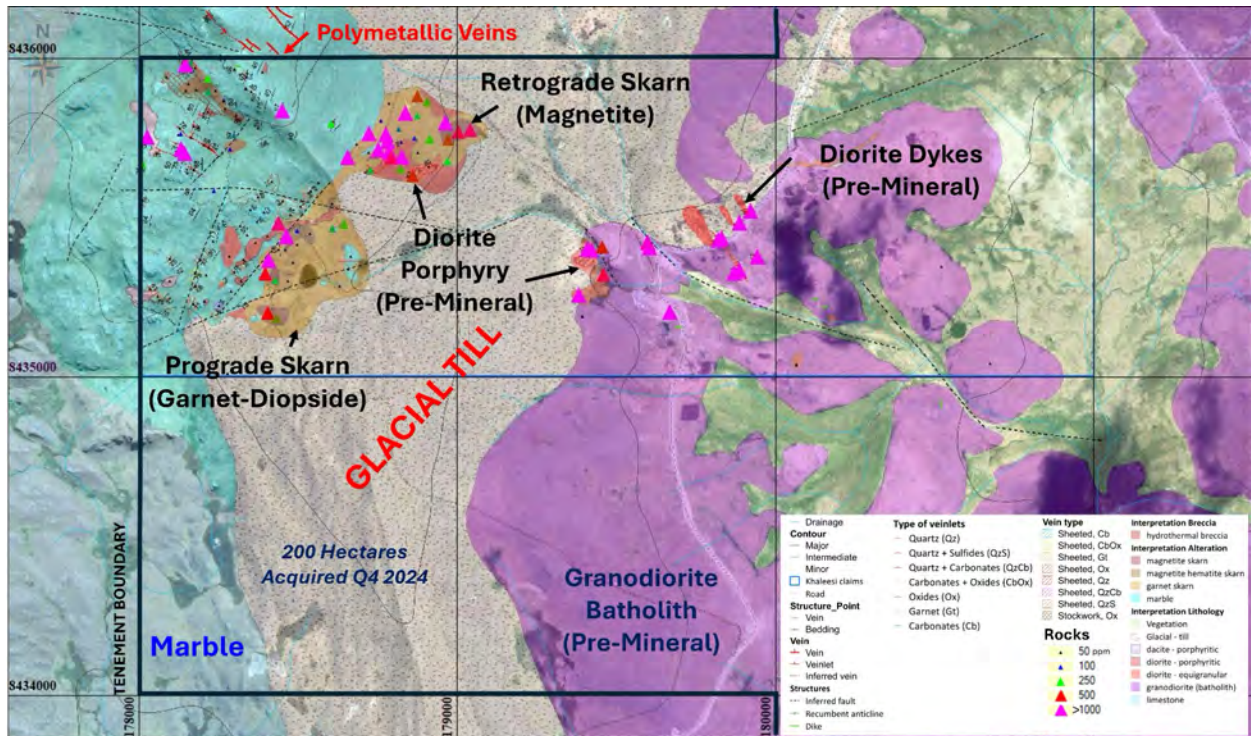 N
Polymetallic Veins
8436000
Retrograde Skarn
(Magnetite)
Diorite Dykes
(Pre-Mineral)
Diorite
Porphyry
(Pre-Mineral)
Prograde Skarn
(Garnet-Diopside)
8435000
GLACIAL TILL
200 Hectares
Acquired Q4 2024
Granodiorite
Batholith
(Pre-Mineral)
Marble
TENEMENT BOUNDARY
8434000
178000
179000
180000
Drainage
Contour
Major
Intermediate
Minor
Khaleesi claims
Road
Structure_Point
Vein
Bedding
Vein
Vein
Veinlet
Inferred vein
Structures
Inferred fault
Recumbent anticline
Dike
Type of veinlets
Quartz (Qz)
Quartz + Sulfides (QzS)
Quartz + Carbonates (QzCb)
Carbonates + Oxides (CbOx)
Oxides (Ox)
Garnet (Gt)
Carbonates (Cb)
Vein type
Sheeted, Cb
Sheeted, CbOx
Sheeted, Gt
Sheeted, Ox
Sheeted, Qz
Sheeted, QzCb
Sheeted, QzS
Stockwork, Ox
Rocks
50 ppm
100
250
500
>1000
Interpretation Breccia
hydrothermal breccia
Interpretation Alteration
magnetite skarn
magnetite hematite skarn
garnet skarn
marble
Interpretation Lithology
Vegetation
Glacial - till
dacite - porphyritic
diorite - porphyritic
diorite - equigranular
granodiorite (batholith)
limestone